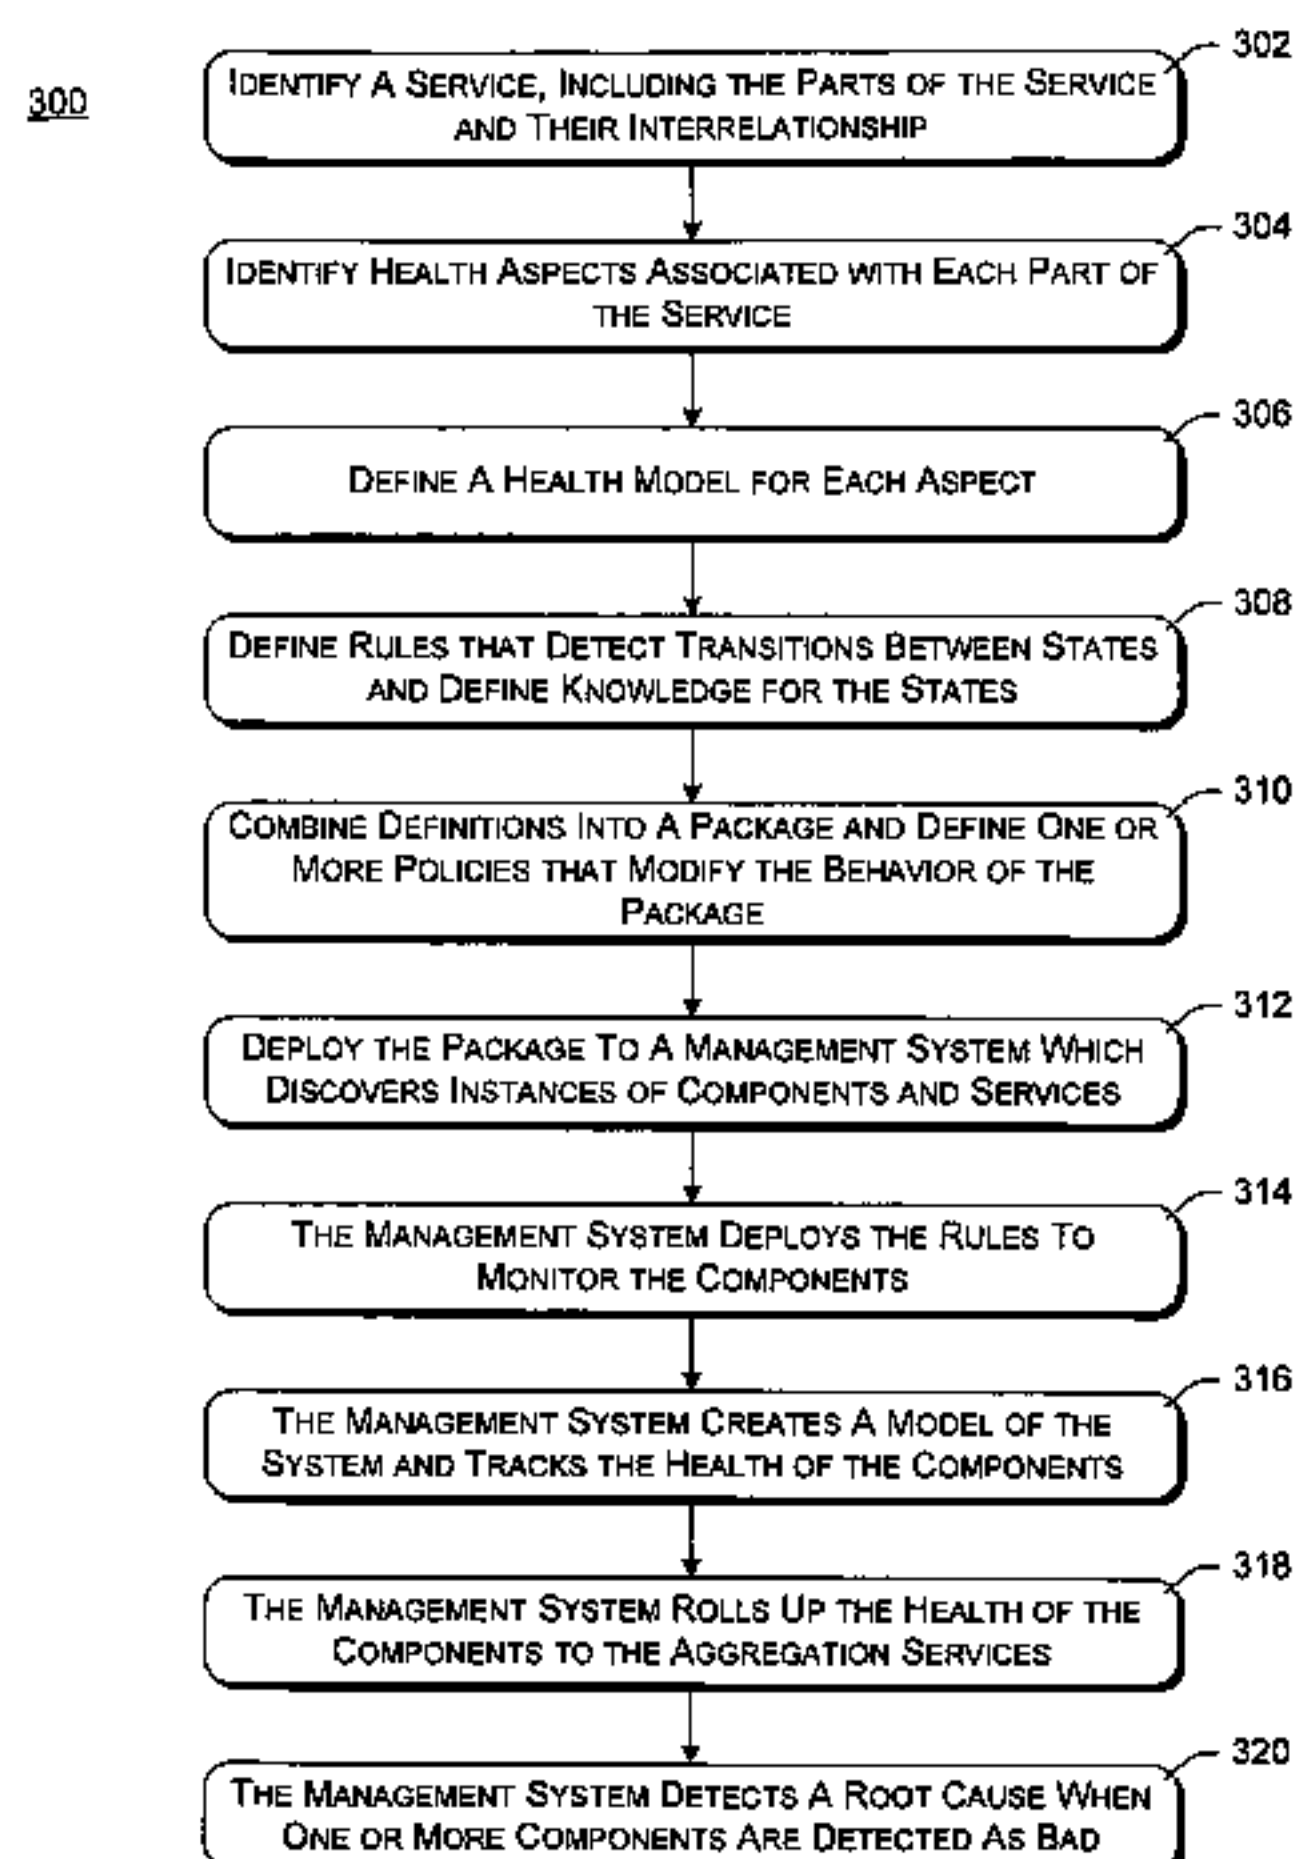 300
302
IDENTIFY A SERVICE, INCLUDING THE PARTS OF THE SERVICE
AND THEIR INTERRELATIONSHIP
304
IDENTIFY HEALTH ASPECTS ASSOCIATED WITH EACH PART OF
THE SERVICE
306
DEFINE A HEALTH MODEL FOR EACH ASPECT
308
DEFINE RULES THAT DETECT TRANSITIONS BETWEEN STATES
AND DEFINE KNOWLEDGE FOR THE STATES
310
COMBINE DEFINITIONS INTO A PACKAGE AND DEFINE ONE OR
MORE POLICIES THAT MODIFY THE BEHAVIOR OF THE
PACKAGE
312
DEPLOY THE PACKAGE TO A MANAGEMENT SYSTEM WHICH
DISCOVERS INSTANCES OF COMPONENTS AND SERVICES
314
THE MANAGEMENT SYSTEM DEPLOYS THE RULES TO
MONITOR THE COMPONENTS
316
THE MANAGEMENT SYSTEM CREATES A MODEL OF THE
SYSTEM AND TRACKS THE HEALTH OF THE COMPONENTS
318
THE MANAGEMENT SYSTEM ROLLS UP THE HEALTH OF THE
COMPONENTS TO THE AGGREGATION SERVICES
320
THE MANAGEMENT SYSTEM DETECTS A ROOT CAUSE WHEN
ONE OR MORE COMPONENTS ARE DETECTED AS BAD